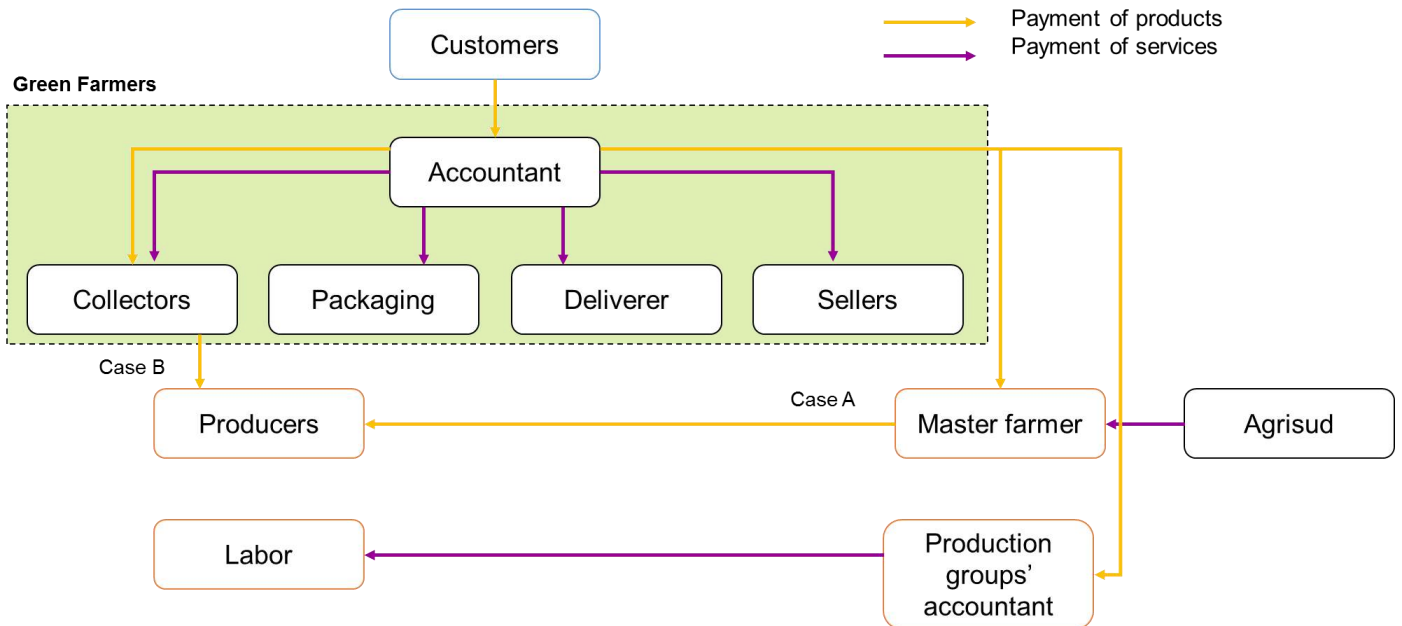 Payment of products
Customers
Payment of services
Green Farmers
Accountant
Collectors
Packaging
Deliverer
Sellers
Case B
Case A
Producers
Master farmer
Agrisud
Labor
Production
groups’
accountant